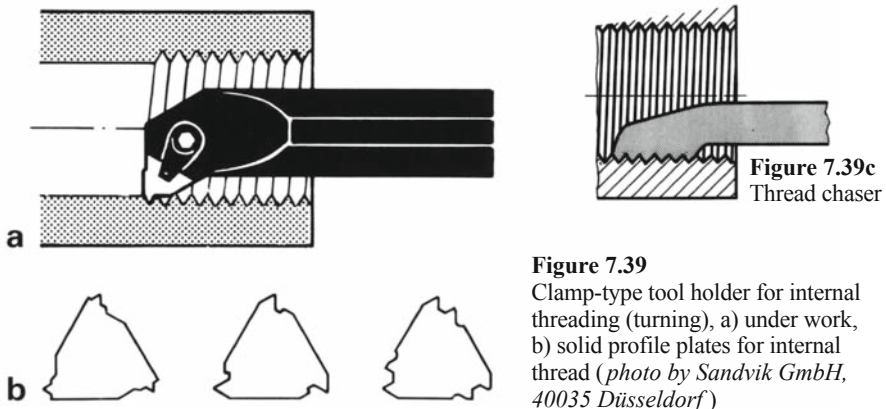 a
Figure 7.39c
Thread chaser
Figure 7.39
Clamp-type tool holder for internal
threading (turning), a) under work,
b) solid profile plates for internal
thread (photo by Sandvik GmbH,
40035 Düsseldorf)
b